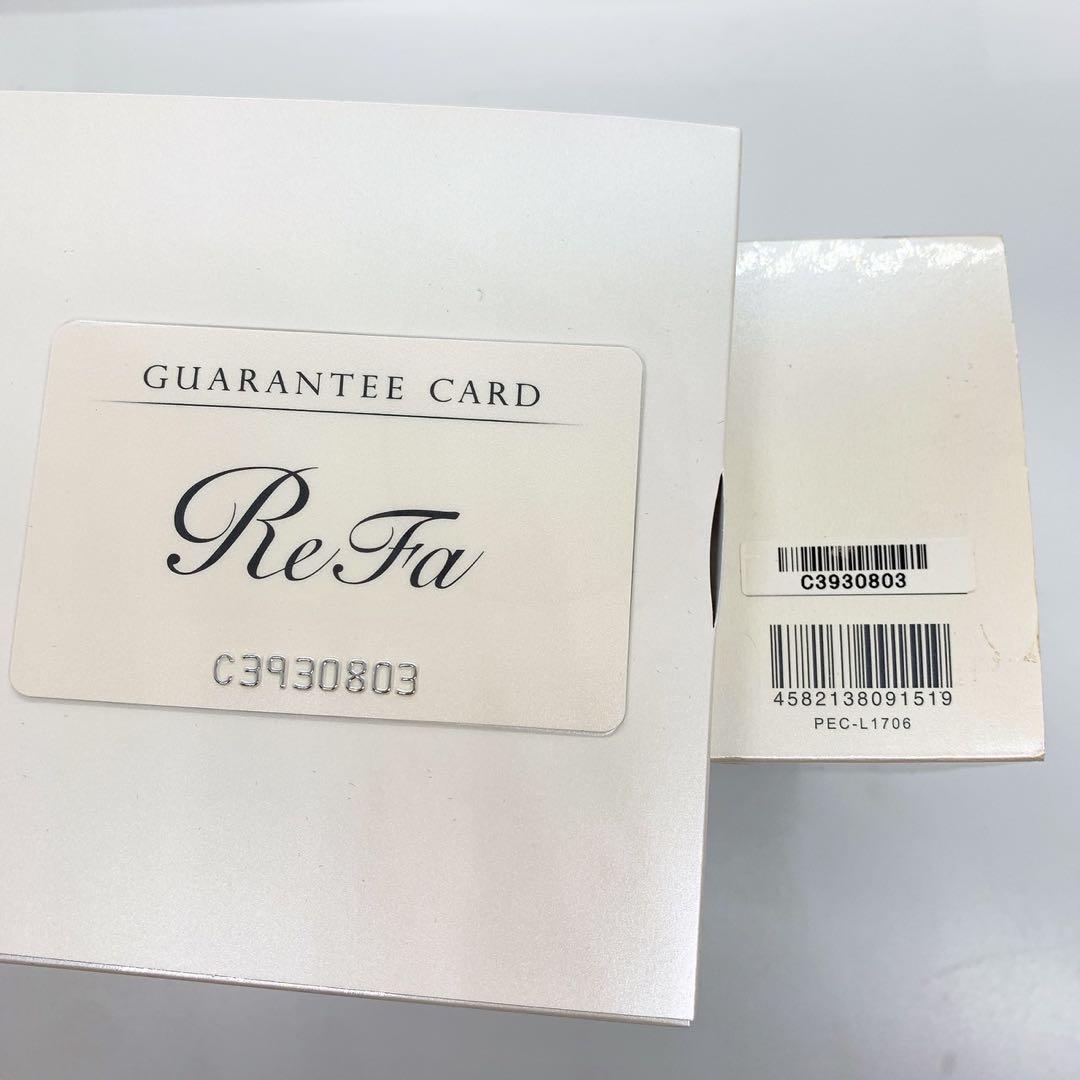 GUARANTEE CARD
ReFa
C3930803
C3930803
4582138091519
PEC-L1706